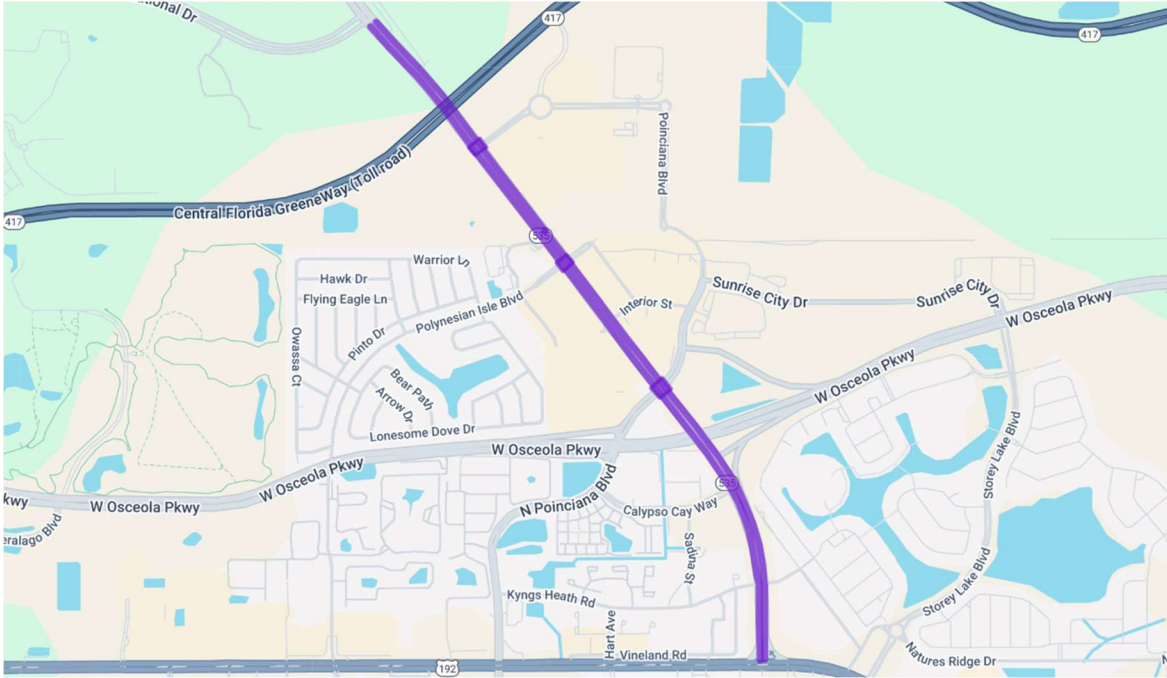 tional Dr
417
417
Poinciana Blvd
Central Florida GreeneWay (Toll road)
417
535
Warrior Ln
Hawk Dr
Flying Eagle Ln
Polynesian Isle Blvd
Interior St
Sunrise City Dr
Sunrise City Dr
W Osceola Pkwy
Owassa Ct
Pinto Dr
Bear Path
Arrow Dr
W Osceola Pkwy
Lonesome Dove Dr
W Osceola Pkwy
W Osceola Pkwy
Storey Lake Blvd
535
kwy
W Osceola Pkwy
N Poinciana Blvd
Calypso Cay Way
eralago Blvd
Sadina St
Kyngs Heath Rd
Storey Lake Blvd
Hart Ave
Vineland Rd
192
Natures Ridge Dr
N